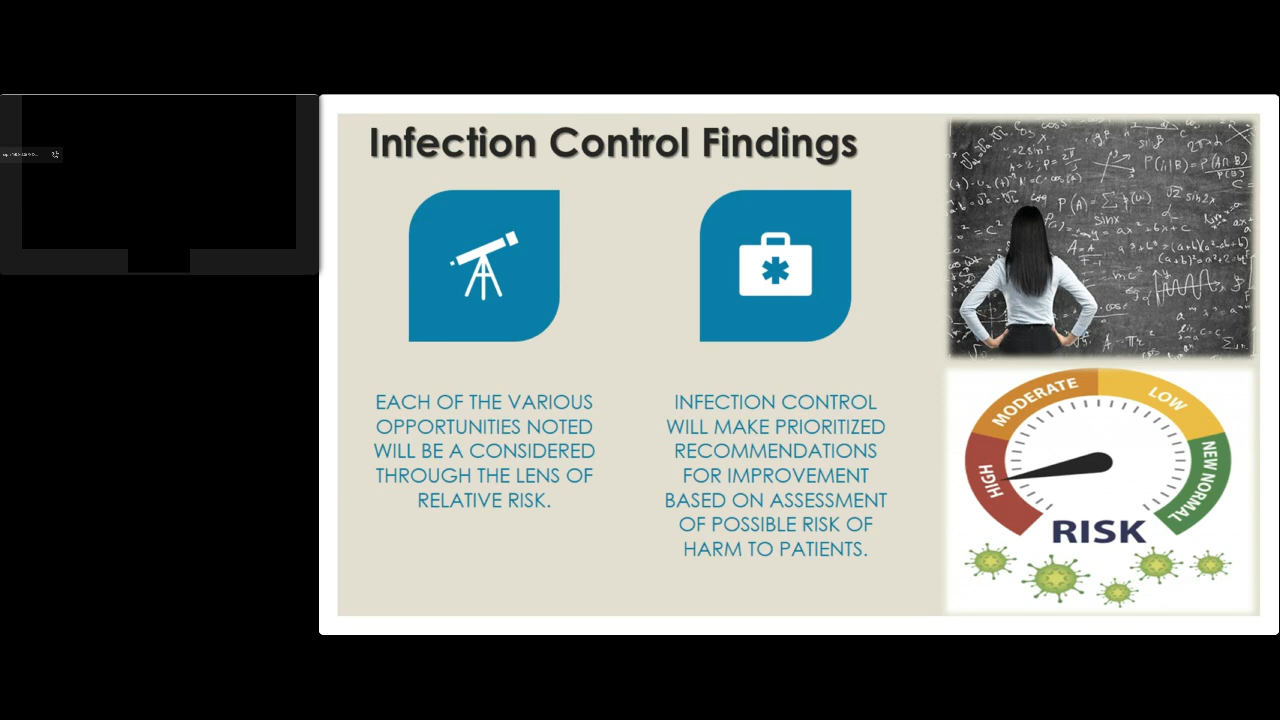 Infection Control Findings
EACH OF THE VARIOUS
OPPORTUNITIES NOTED
WILL BE A CONSIDERED
THROUGH THE LENS OF
RELATIVE RISK.
INFECTION CONTROL
WILL MAKE PRIORITIZED
RECOMMENDATIONS
FOR IMPROVEMENT
BASED ON ASSESSMENT
OF POSSIBLE RISK OF
HARM TO PATIENTS.
HIGH
MODERATE
LOW
NEW NORMAL
RISK